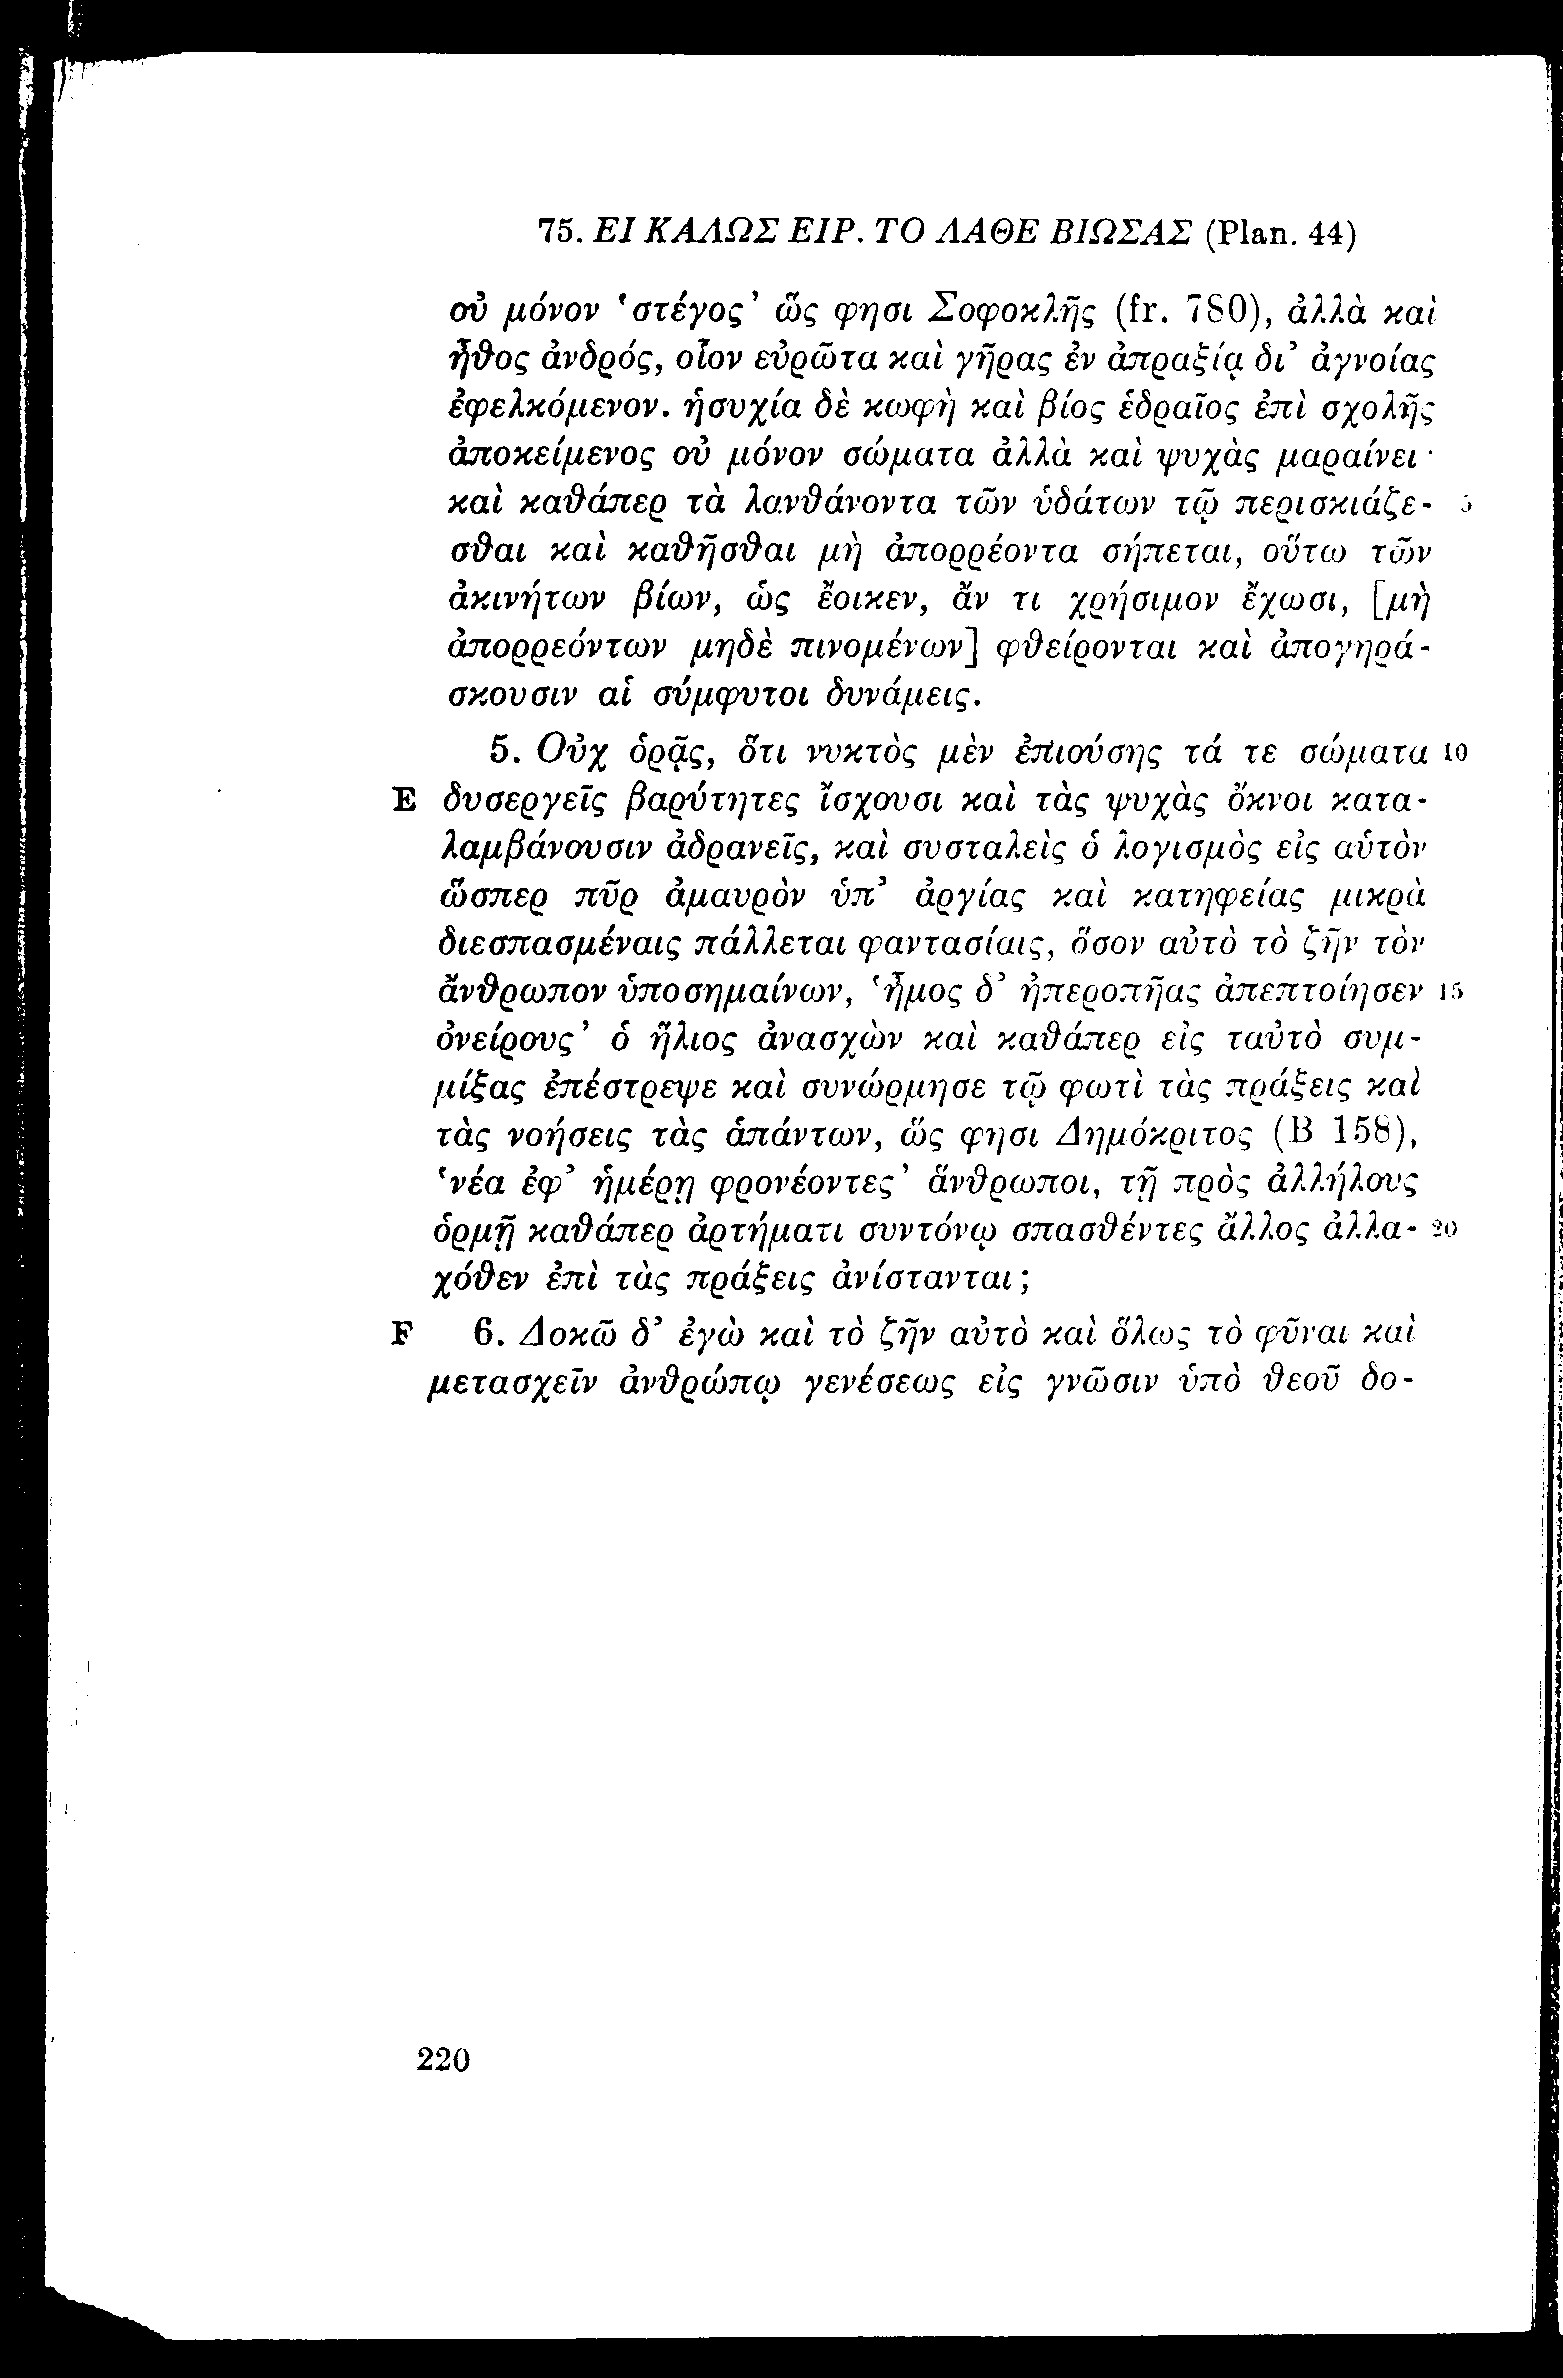 75. ΕΙ ΚΑΛΩΣ ΕΙΡ. ΤΟ ΛΑΘΕ ΒΙΩΣΑΣ (Plan. 44)
οὐ μόνον ‘στέγος’ ὥς φησι Σοφοκλῆς (fr. 780), ἀλλὰ καὶ
ἦθος ἀνδρός, οἷον εὐρῶτα καὶ γῆρας ἐν ἀπραξίᾳ δι’ ἀγνοίας
ἐφελκόμενον. ἡσυχία δὲ κωφὴ καὶ βίος ἑδραῖος ἐπὶ σχολῆς
ἀποκείμενος οὐ μόνον σώματα ἀλλὰ καὶ ψυχὰς μαραίνει·
καὶ καθάπερ τὰ λανθάνοντα τῶν ὑδάτων τῷ περισκιάζε- 5
σθαι καὶ καθῆσθαι μὴ ἀπορρέοντα σήπεται, οὕτω τῶν
ἀκινήτων βίων, ὡς ἔοικεν, ἄν τι χρήσιμον ἔχωσι, [μὴ
ἀπορρεόντων μηδὲ πινομένων] φθείρονται καὶ ἀπογηρά-
σκουσιν αἱ σύμφυτοι δυνάμεις.
5. Οὐχ ὁρᾷς, ὅτι νυκτὸς μὲν ἐπιούσης τά τε σώματα 10
E δυσεργεῖς βαρύτητες ἴσχουσι καὶ τὰς ψυχὰς ὄκνοι κατα-
λαμβάνουσιν ἀδρανεῖς, καὶ συσταλεὶς ὁ λογισμὸς εἰς αὑτὸν
ὥσπερ πῦρ ἀμαυρὸν ὑπ’ ἀργίας καὶ κατηφείας μικρὰ
διεσπασμέναις πάλλεται φαντασίαις, ὅσον αὐτὸ τὸ ζῆν τὸν
ἄνθρωπον ὑποσημαίνων, ‘ἦμος δ’ ἠπεροπῆας ἀπεπτοίησεν 15
ὀνείρους’ ὁ ἥλιος ἀνασχὼν καὶ καθάπερ εἰς ταὐτὸ συμ-
μίξας ἐπέστρεψε καὶ συνώρμησε τῷ φωτὶ τὰς πράξεις καὶ
τὰς νοήσεις τὰς ἁπάντων, ὥς φησι Δημόκριτος (B 158),
‘νέα ἐφ’ ἡμέρῃ φρονέοντες’ ἄνθρωποι, τῇ πρὸς ἀλλήλους
ὁρμῇ καθάπερ ἀρτήματι συντόνῳ σπασθέντες ἄλλος ἀλλα- 20
χόθεν ἐπὶ τὰς πράξεις ἀνίστανται;
F 6. Δοκῶ δ’ ἐγὼ καὶ τὸ ζῆν αὐτὸ καὶ ὅλως τὸ φῦναι καὶ
μετασχεῖν ἀνθρώπῳ γενέσεως εἰς γνῶσιν ὑπὸ θεοῦ δο-
220